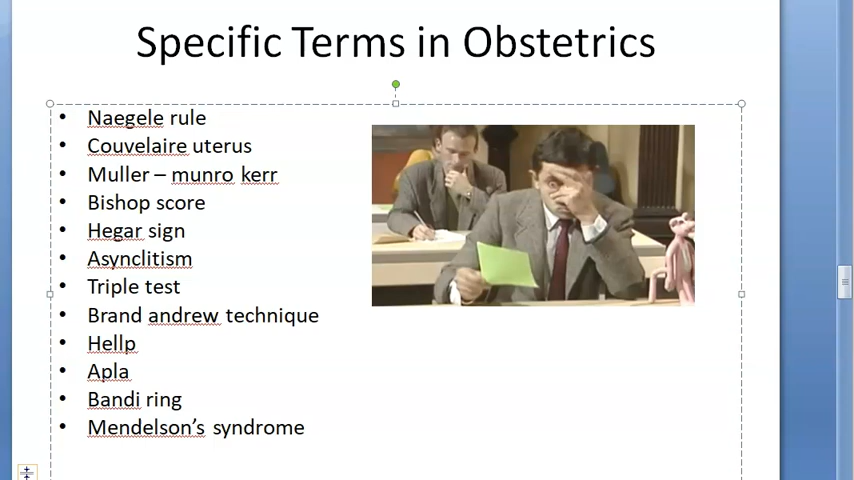 Specific Terms in Obstetrics
• Naegele rule
• Couvelaire uterus
• Muller – munro kerr
• Bishop score
• Hegar sign
• Asynclitism
• Triple test
• Brand andrew technique
• Hellp
• Apla
• Bandi ring
• Mendelson's syndrome